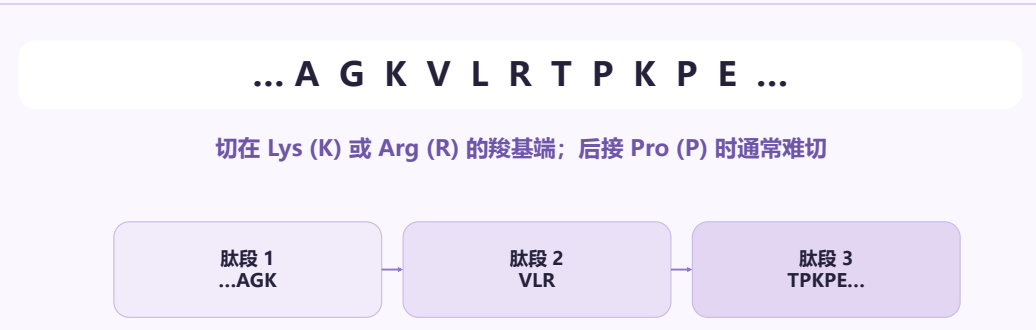 … A G K V L R T P K P E …
切在 Lys (K) 或 Arg (R) 的羧基端；后接 Pro (P) 时通常难切
肽段 1
…AGK
肽段 2
VLR
肽段 3
TPKPE…